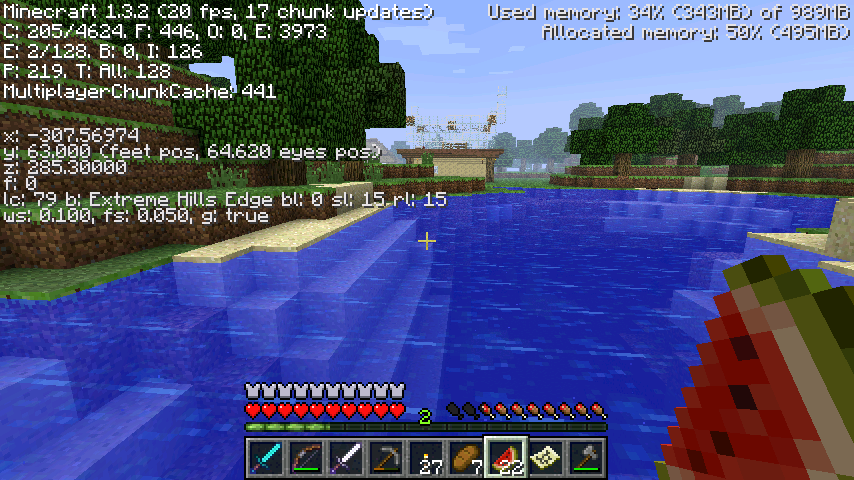 Minecraft 1.3.2 (20 fps, 17 chunk updates)
C: 205/4624, F: 446, O: 0, E: 3973
E: 2/128, B: 0, I: 126
P: 219, T: All: 128
MultiplayerChunkCache: 441
x: -307.56974
y: 63.000 (feet pos, 64.620 eyes pos)
z: 285.30000
f: 0
lc: 79 b: Extreme Hills Edge bl: 0 sl: 15 rl: 15
ws: 0.100, fs: 0.050, g: true
Used memory: 34% (343MB) of 989MB
Allocated memory: 50% (495MB)
2
27 7 22